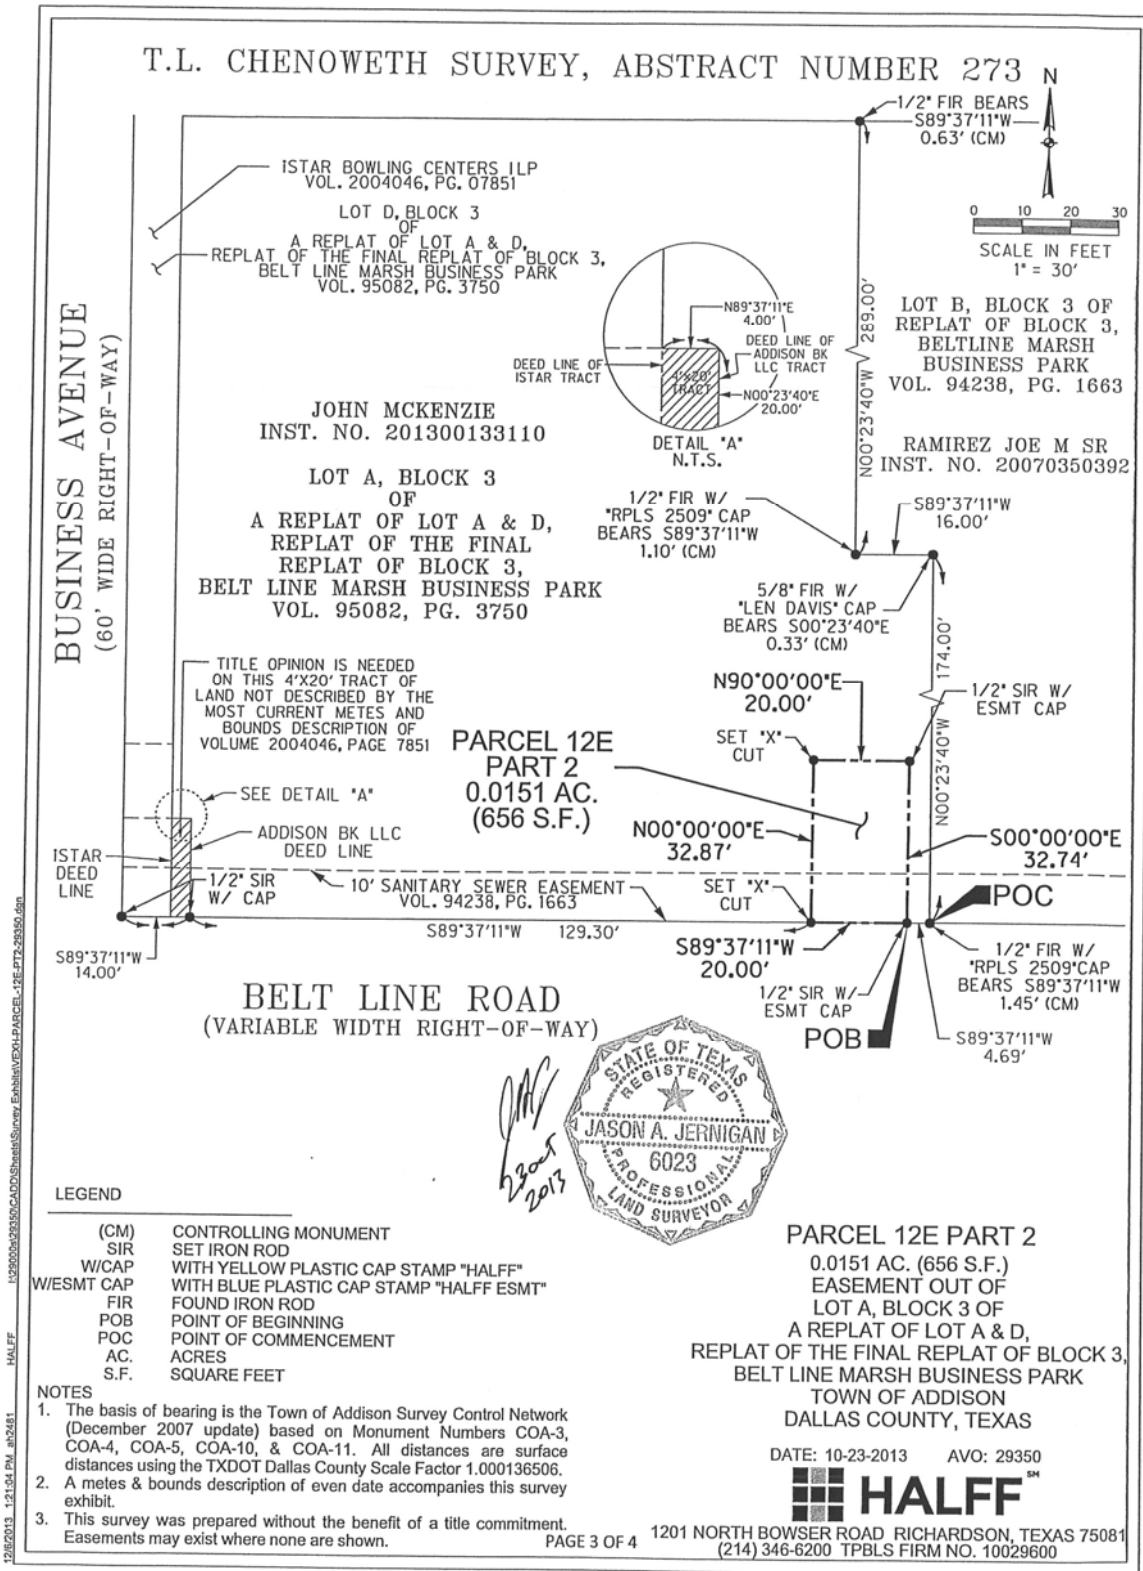 T.L. CHENOWETH SURVEY, ABSTRACT NUMBER 273
N
1/2" FIR BEARS
S89°37'11"W
0.63' (CM)
0 10 20 30
SCALE IN FEET
1" = 30'
ISTAR BOWLING CENTERS I LP
VOL. 2004046, PG. 07851
LOT D, BLOCK 3
OF
A REPLAT OF LOT A & D,
REPLAT OF THE FINAL REPLAT OF BLOCK 3,
BELT LINE MARSH BUSINESS PARK
VOL. 95082, PG. 3750
BUSINESS AVENUE
(60' WIDE RIGHT-OF-WAY)
N89°37'11"E
4.00'
DEED LINE OF
ISTAR TRACT
DEED LINE OF
ADDISON BK
LLC TRACT
4'X20'
TRACT
N00°23'40"E
20.00'
DETAIL "A"
N.T.S.
N00°23'40"W 289.00'
LOT B, BLOCK 3 OF
REPLAT OF BLOCK 3,
BELTLINE MARSH
BUSINESS PARK
VOL. 94238, PG. 1663
RAMIREZ JOE M SR
INST. NO. 20070350392
JOHN MCKENZIE
INST. NO. 201300133110
LOT A, BLOCK 3
OF
A REPLAT OF LOT A & D,
REPLAT OF THE FINAL
REPLAT OF BLOCK 3,
BELT LINE MARSH BUSINESS PARK
VOL. 95082, PG. 3750
1/2" FIR W/
"RPLS 2509" CAP
BEARS S89°37'11"W
1.10' (CM)
S89°37'11"W
16.00'
5/8" FIR W/
"LEN DAVIS" CAP
BEARS S00°23'40"E
0.33' (CM)
N00°23'40"W 174.00'
TITLE OPINION IS NEEDED
ON THIS 4'X20' TRACT OF
LAND NOT DESCRIBED BY THE
MOST CURRENT METES AND
BOUNDS DESCRIPTION OF
VOLUME 2004046, PAGE 7851
N90°00'00"E
20.00'
1/2" SIR W/
ESMT CAP
SET "X"
CUT
PARCEL 12E
PART 2
0.0151 AC.
(656 S.F.)
SEE DETAIL "A"
ADDISON BK LLC
DEED LINE
N00°00'00"E
32.87'
S00°00'00"E
32.74'
ISTAR
DEED
LINE
1/2" SIR
W/ CAP
10' SANITARY SEWER EASEMENT
VOL. 94238, PG. 1663
SET "X"
CUT
POC
S89°37'11"W 129.30'
S89°37'11"W
14.00'
S89°37'11"W
20.00'
1/2" FIR W/
"RPLS 2509"CAP
BEARS S89°37'11"W
1.45' (CM)
1/2" SIR W/
ESMT CAP
POB
S89°37'11"W
4.69'
BELT LINE ROAD
(VARIABLE WIDTH RIGHT-OF-WAY)
23 OCT
2013
STATE OF TEXAS
REGISTERED
JASON A. JERNIGAN
6023
PROFESSIONAL
LAND SURVEYOR
LEGEND
(CM) CONTROLLING MONUMENT
SIR SET IRON ROD
W/CAP WITH YELLOW PLASTIC CAP STAMP "HALFF"
W/ESMT CAP WITH BLUE PLASTIC CAP STAMP "HALFF ESMT"
FIR FOUND IRON ROD
POB POINT OF BEGINNING
POC POINT OF COMMENCEMENT
AC. ACRES
S.F. SQUARE FEET
NOTES
1. The basis of bearing is the Town of Addison Survey Control Network
(December 2007 update) based on Monument Numbers COA-3,
COA-4, COA-5, COA-10, & COA-11. All distances are surface
distances using the TXDOT Dallas County Scale Factor 1.000136506.
2. A metes & bounds description of even date accompanies this survey
exhibit.
3. This survey was prepared without the benefit of a title commitment.
Easements may exist where none are shown.
PAGE 3 OF 4
PARCEL 12E PART 2
0.0151 AC. (656 S.F.)
EASEMENT OUT OF
LOT A, BLOCK 3 OF
A REPLAT OF LOT A & D,
REPLAT OF THE FINAL REPLAT OF BLOCK 3,
BELT LINE MARSH BUSINESS PARK
TOWN OF ADDISON
DALLAS COUNTY, TEXAS
DATE: 10-23-2013 AVO: 29350
HALFF SM
1201 NORTH BOWSER ROAD RICHARDSON, TEXAS 75081
(214) 346-6200 TPBLS FIRM NO. 10029600
12/6/2013 1:21:04 PM ah2481 HALFF I:\29000s\29350\CADD\Sheets\Survey Exhibits\VEXH-PARCEL-12E-PT2-29350.dgn